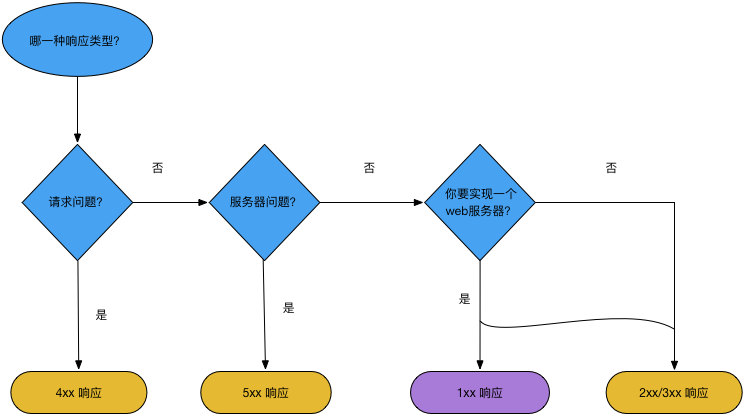 哪一种响应类型?
否
否
否
请求问题?
服务器问题?
你要实现一个
web服务器?
是
是
是
4xx 响应
5xx 响应
1xx 响应
2xx/3xx 响应